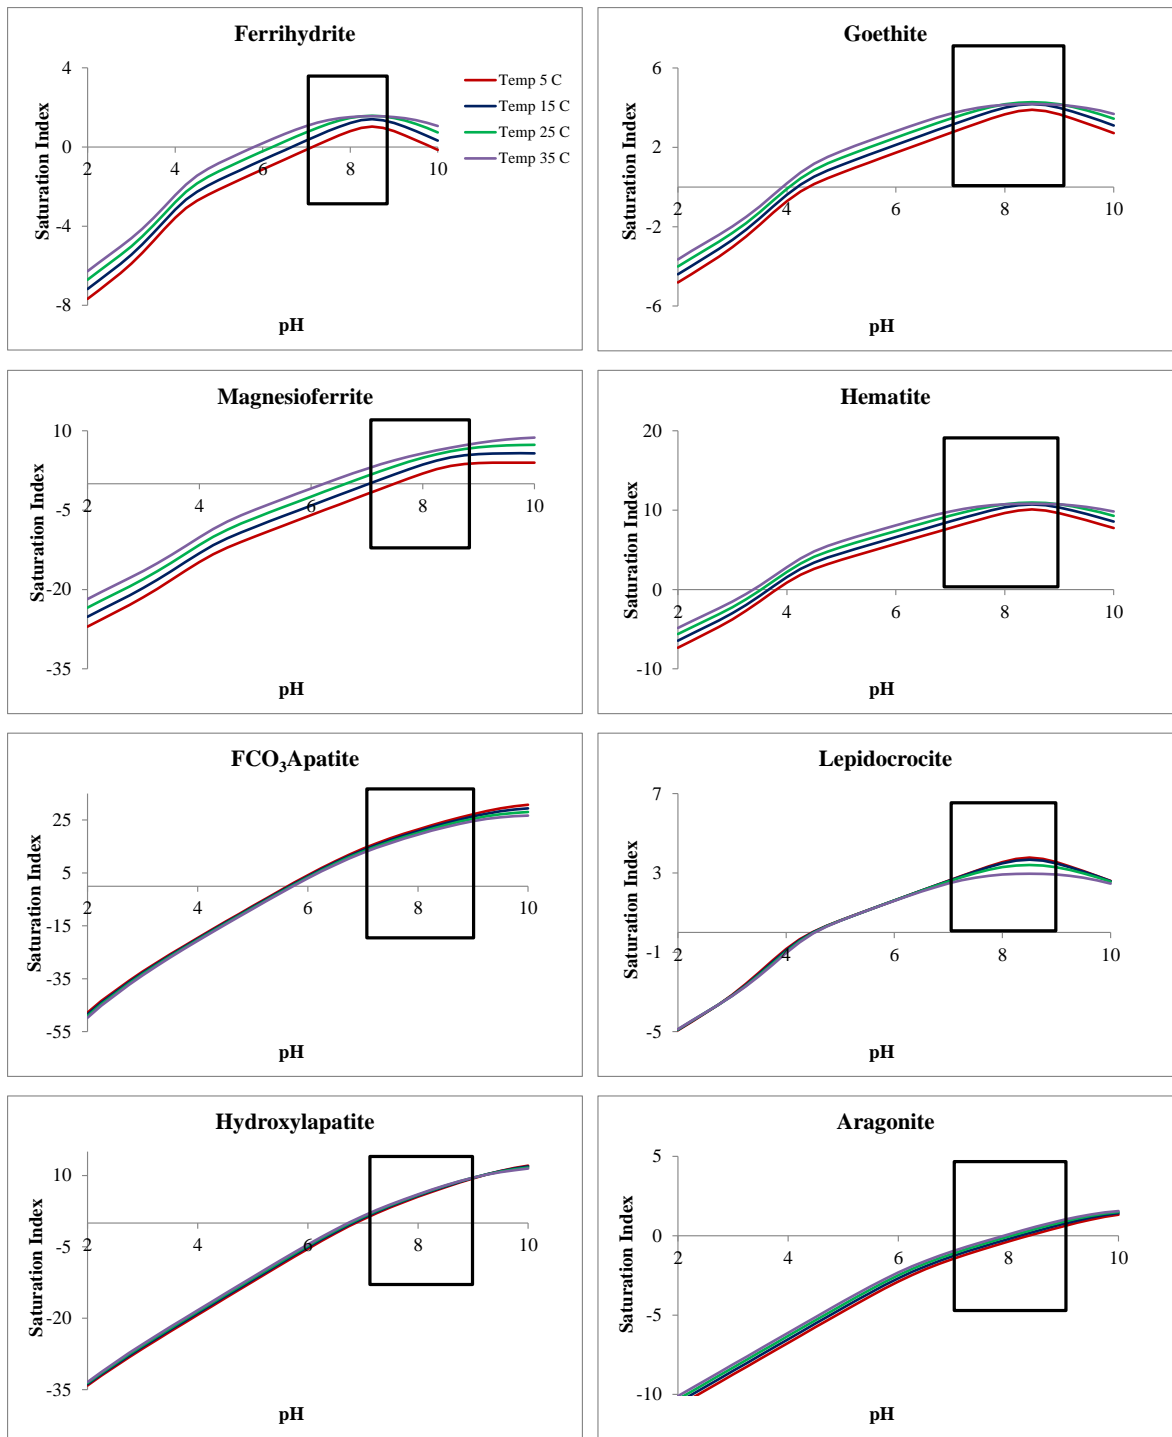 Ferrihydrite
4
0
-4
-8
2
4
6
8
10
Saturation Index
pH
Temp 5 C
Temp 15 C
Temp 25 C
Temp 35 C
Goethite
6
2
-2
-6
2
4
6
8
10
Saturation Index
pH
Magnesioferrite
10
-5
-20
-35
2
4
6
8
10
Saturation Index
pH
Hematite
20
10
0
-10
2
4
6
8
10
Saturation Index
pH
FCO₃Apatite
25
5
-15
-35
-55
2
4
6
8
10
Saturation Index
pH
Lepidocrocite
7
3
-1
-5
2
4
6
8
10
Saturation Index
pH
Hydroxylapatite
10
-5
-20
-35
2
4
6
8
10
Saturation Index
pH
Aragonite
5
0
-5
-10
2
4
6
8
10
Saturation Index
pH